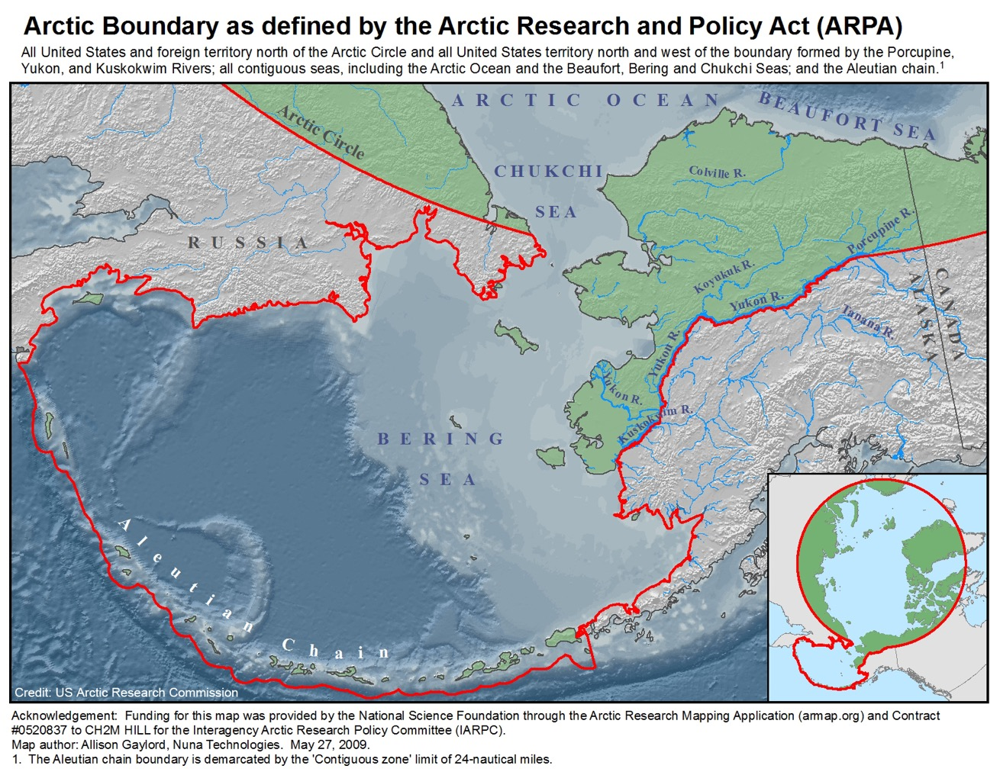 Arctic Boundary as defined by the Arctic Research and Policy Act (ARPA)
All United States and foreign territory north of the Arctic Circle and all United States territory north and west of the boundary formed by the Porcupine,
Yukon, and Kuskokwim Rivers; all contiguous seas, including the Arctic Ocean and the Beaufort, Bering and Chukchi Seas; and the Aleutian chain.1
ARCTIC OCEAN
BEAUFORT SEA
Arctic Circle
CHUKCHI
SEA
Colville R.
RUSSIA
Porcupine R.
Koyukuk R.
Yukon R.
CANADA
ALASKA
Tanana R.
Yukon R.
Yukon R.
Kuskokwim R.
BERING
SEA
Aleutian Chain
Credit: US Arctic Research Commission
Acknowledgement: Funding for this map was provided by the National Science Foundation through the Arctic Research Mapping Application (armap.org) and Contract
#0520837 to CH2M HILL for the Interagency Arctic Research Policy Committee (IARPC).
Map author: Allison Gaylord, Nuna Technologies. May 27, 2009.
1. The Aleutian chain boundary is demarcated by the 'Contiguous zone' limit of 24-nautical miles.